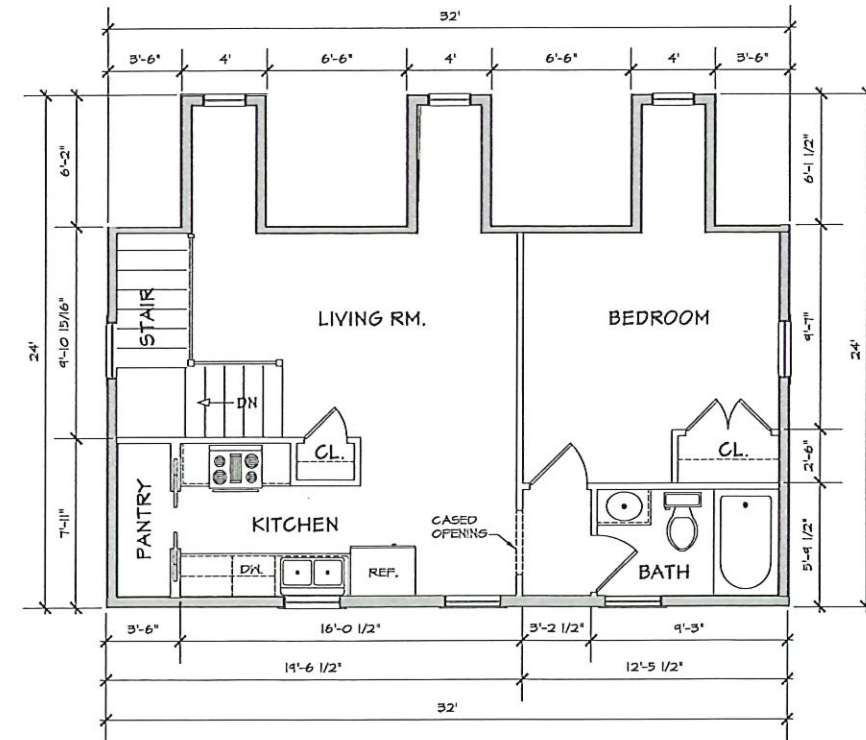 32'
3'-6" 4' 6'-6" 4' 6'-6" 4' 3'-6"
6'-2"
6'-1 1/2"
STAIR
LIVING RM.
BEDROOM
9'-10 15/16"
9'-7"
24'
24'
DN
CL.
CL.
2'-6"
PANTRY
KITCHEN
CASED
OPENING
7'-11"
5'-9 1/2"
DW.
REF.
BATH
3'-6" 16'-0 1/2" 3'-2 1/2" 9'-3"
19'-6 1/2" 12'-5 1/2"
32'